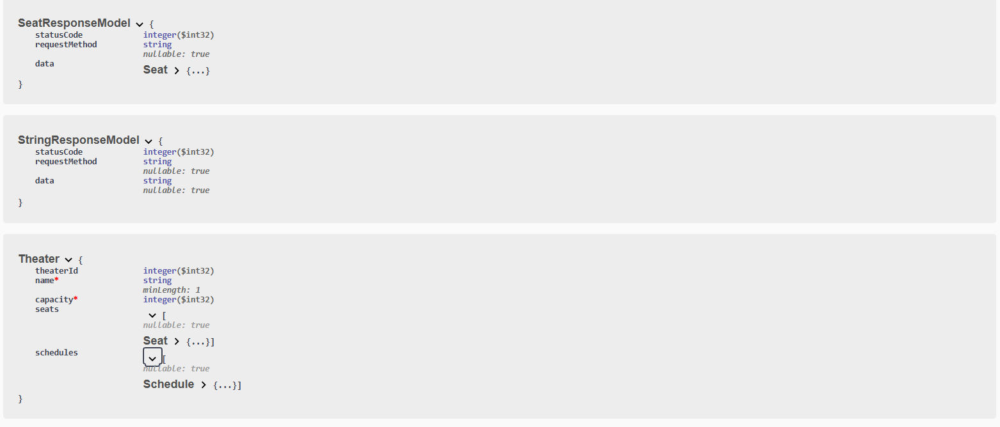 SeatResponseModel {
statusCode integer($int32)
requestMethod string
nullable: true
data
Seat {...}
}
StringResponseModel {
statusCode integer($int32)
requestMethod string
nullable: true
data string
nullable: true
}
Theater {
theaterId integer($int32)
name* string
minLength: 1
capacity* integer($int32)
seats
[
nullable: true
Seat {...}]
schedules
[
nullable: true
Schedule {...}]
}